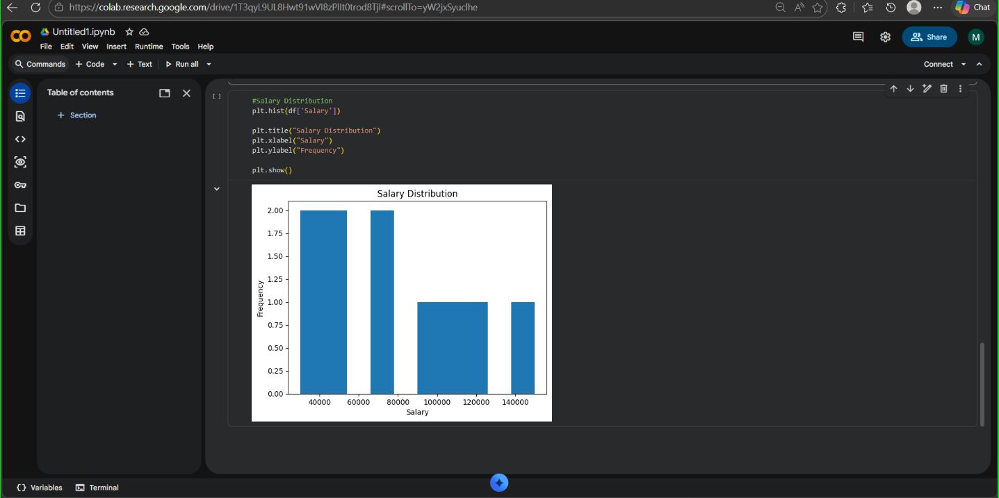 https://colab.research.google.com/drive/1T3qyL9UL8Hwt91wVl8zPllt0trod8Tjl#scrollTo=yW2jxSyuclhe
Chat
Untitled1.ipynb
File Edit View Insert Runtime Tools Help
Share
M
Commands + Code + Text Run all
Connect
Table of contents
+ Section
[ ]
#Salary Distribution
plt.hist(df['Salary'])
plt.title("Salary Distribution")
plt.xlabel("Salary")
plt.ylabel("Frequency")
plt.show()
Salary Distribution
2.00
1.75
1.50
1.25
1.00
0.75
0.50
0.25
0.00
Frequency
40000 60000 80000 100000 120000 140000
Salary
{} Variables Terminal